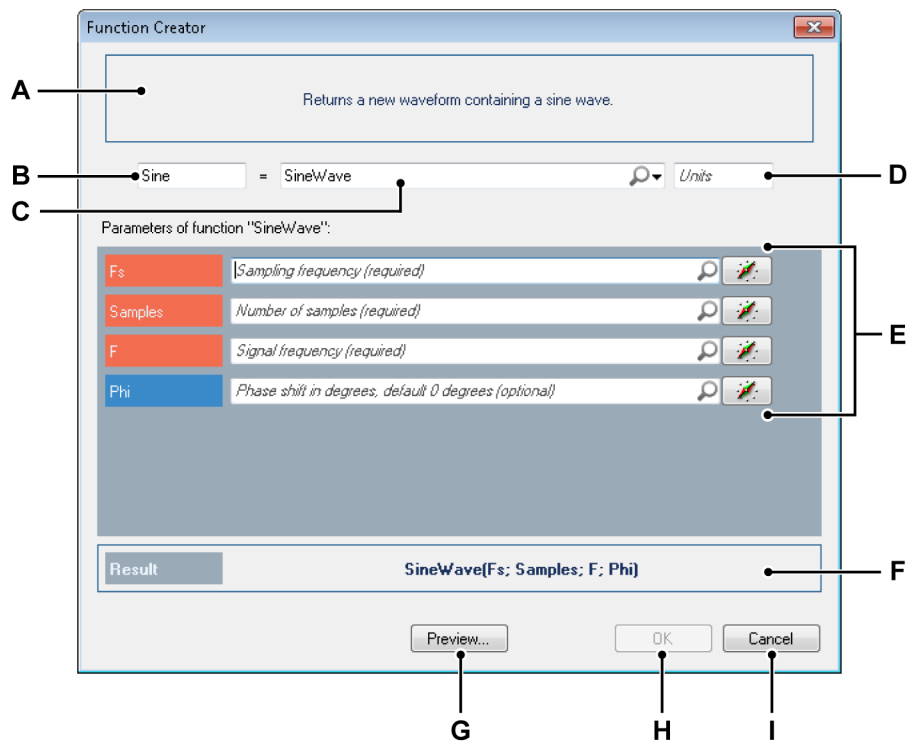 Function Creator
A
Returns a new waveform containing a sine wave.
B
Sine = SineWave
Units
D
C
Parameters of function "SineWave":
Fs
Sampling frequency (required)
Samples
Number of samples (required)
E
F
Signal frequency (required)
Phi
Phase shift in degrees, default 0 degrees (optional)
Result
SineWave(Fs; Samples; F; Phi)
F
Preview...
OK
Cancel
G
H
I